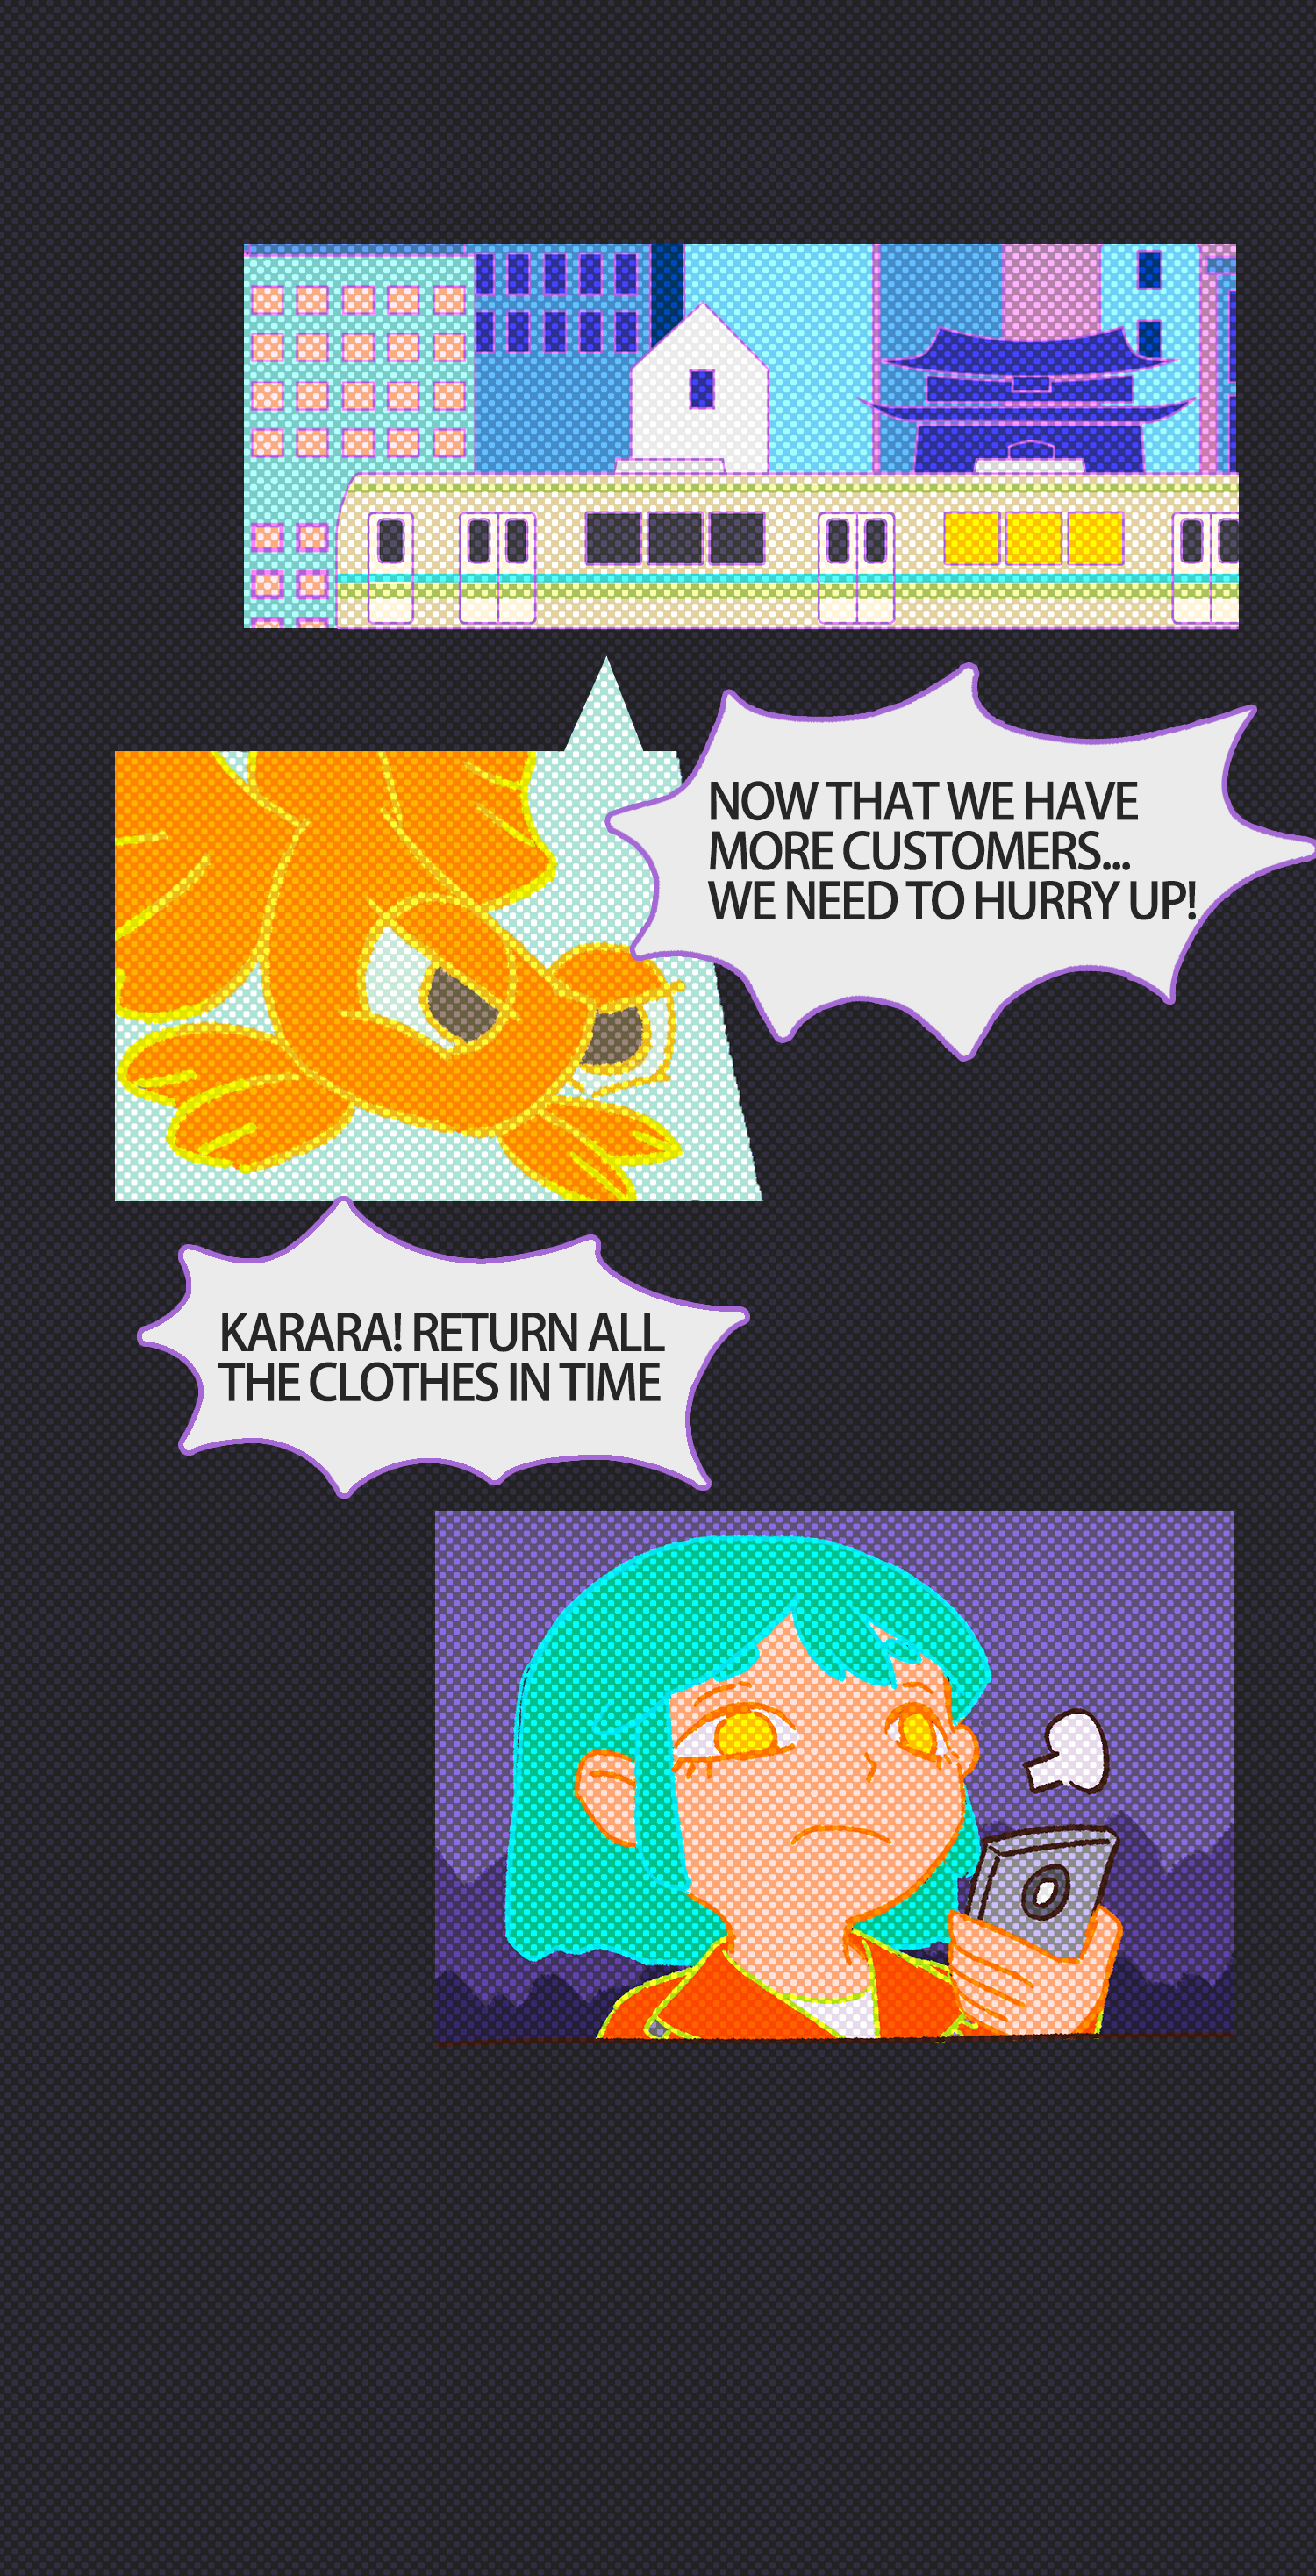 NOW THAT WE HAVE
MORE CUSTOMERS...
WE NEED TO HURRY UP!
KARARA! RETURN ALL
THE CLOTHES IN TIME